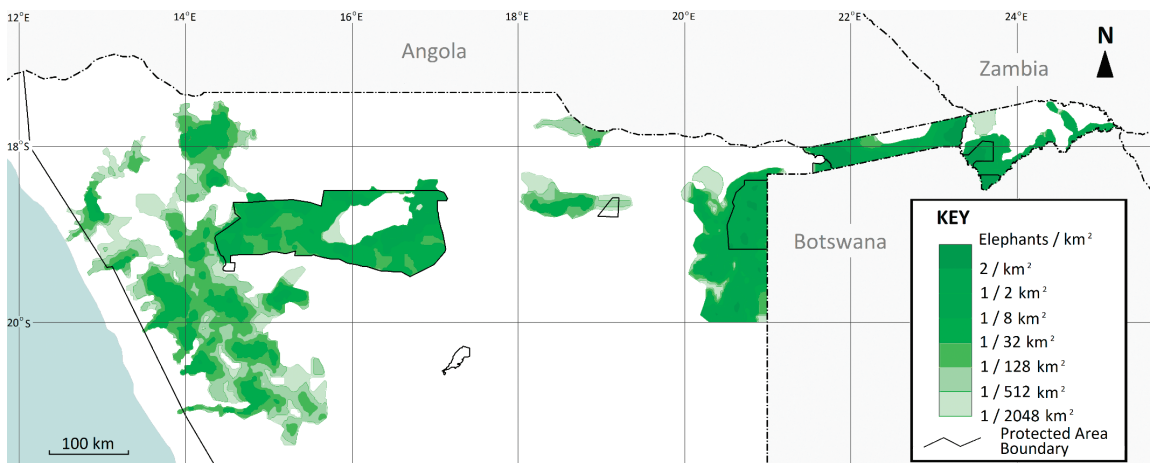 12°E
14°E
16°E
18°E
20°E
22°E
24°E
Angola
Zambia
N
18°S
18°S
Botswana
20°S
100 km
KEY
Elephants / km²
2 / km²
1 / 2 km²
1 / 8 km²
1 / 32 km²
1 / 128 km²
1 / 512 km²
1 / 2048 km²
Protected Area
Boundary